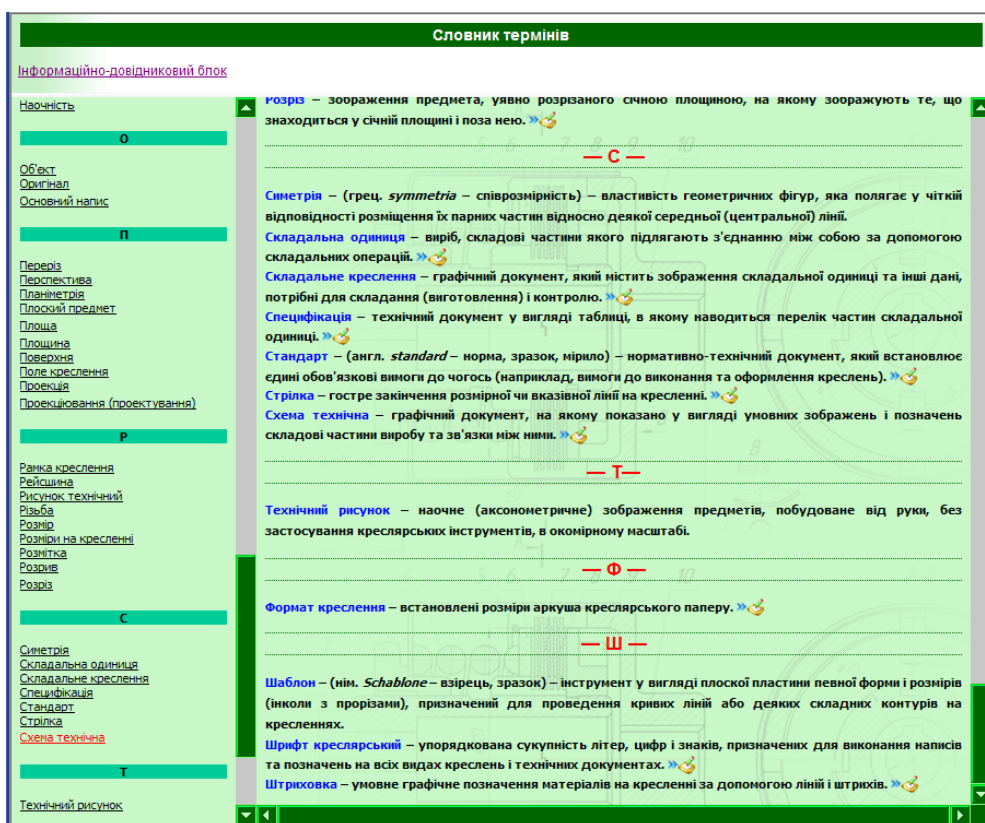 Словник термінів
Інформаційно-довідниковий блок
Наочність
О
Об'єкт
Оригінал
Основний напис
П
Переріз
Перспектива
Планіметрія
Плоский предмет
Площа
Площина
Поверхня
Поле креслення
Проекція
Проекціювання (проектування)
Р
Рамка креслення
Рейсшина
Рисунок технічний
Різьба
Розмір
Розміри на кресленні
Розмітка
Розрив
Розріз
С
Симетрія
Складальна одиниця
Складальне креслення
Специфікація
Стандарт
Стрілка
Схема технічна
Т
Технічний рисунок
Розріз – зображення предмета, уявно розрізаного січною площиною, на якому зображують те, що
знаходиться у січній площині і поза нею. »
— С —
Симетрія – (грец. symmetria – співрозмірність) – властивість геометричних фігур, яка полягає у чіткій
відповідності розміщення їх парних частин відносно деякої середньої (центральної) лінії.
Складальна одиниця – виріб, складові частини якого підлягають з'єднанню між собою за допомогою
складальних операцій. »
Складальне креслення – графічний документ, який містить зображення складальної одиниці та інші дані,
потрібні для складання (виготовлення) і контролю. »
Специфікація – технічний документ у вигляді таблиці, в якому наводиться перелік частин складальної
одиниці. »
Стандарт – (англ. standard – норма, зразок, мірило) – нормативно-технічний документ, який встановлює
єдині обов'язкові вимоги до чогось (наприклад, вимоги до виконання та оформлення креслень). »
Стрілка – гостре закінчення розмірної чи вказівної лінії на кресленні. »
Схема технічна – графічний документ, на якому показано у вигляді умовних зображень і позначень
складові частини виробу та зв'язки між ними. »
— Т—
Технічний рисунок – наочне (аксонометричне) зображення предметів, побудоване від руки, без
застосування креслярських інструментів, в окомірному масштабі.
— Ф —
Формат креслення – встановлені розміри аркуша креслярського паперу. »
— Ш —
Шаблон – (нім. Schablone – взірець, зразок) – інструмент у вигляді плоскої пластини певної форми і розмірів
(інколи з прорізами), призначений для проведення кривих ліній або деяких складних контурів на
кресленнях.
Шрифт креслярський – упорядкована сукупність літер, цифр і знаків, призначених для виконання написів
та позначень на всіх видах креслень і технічних документах. »
Штриховка – умовне графічне позначення матеріалів на кресленні за допомогою ліній і штрихів. »